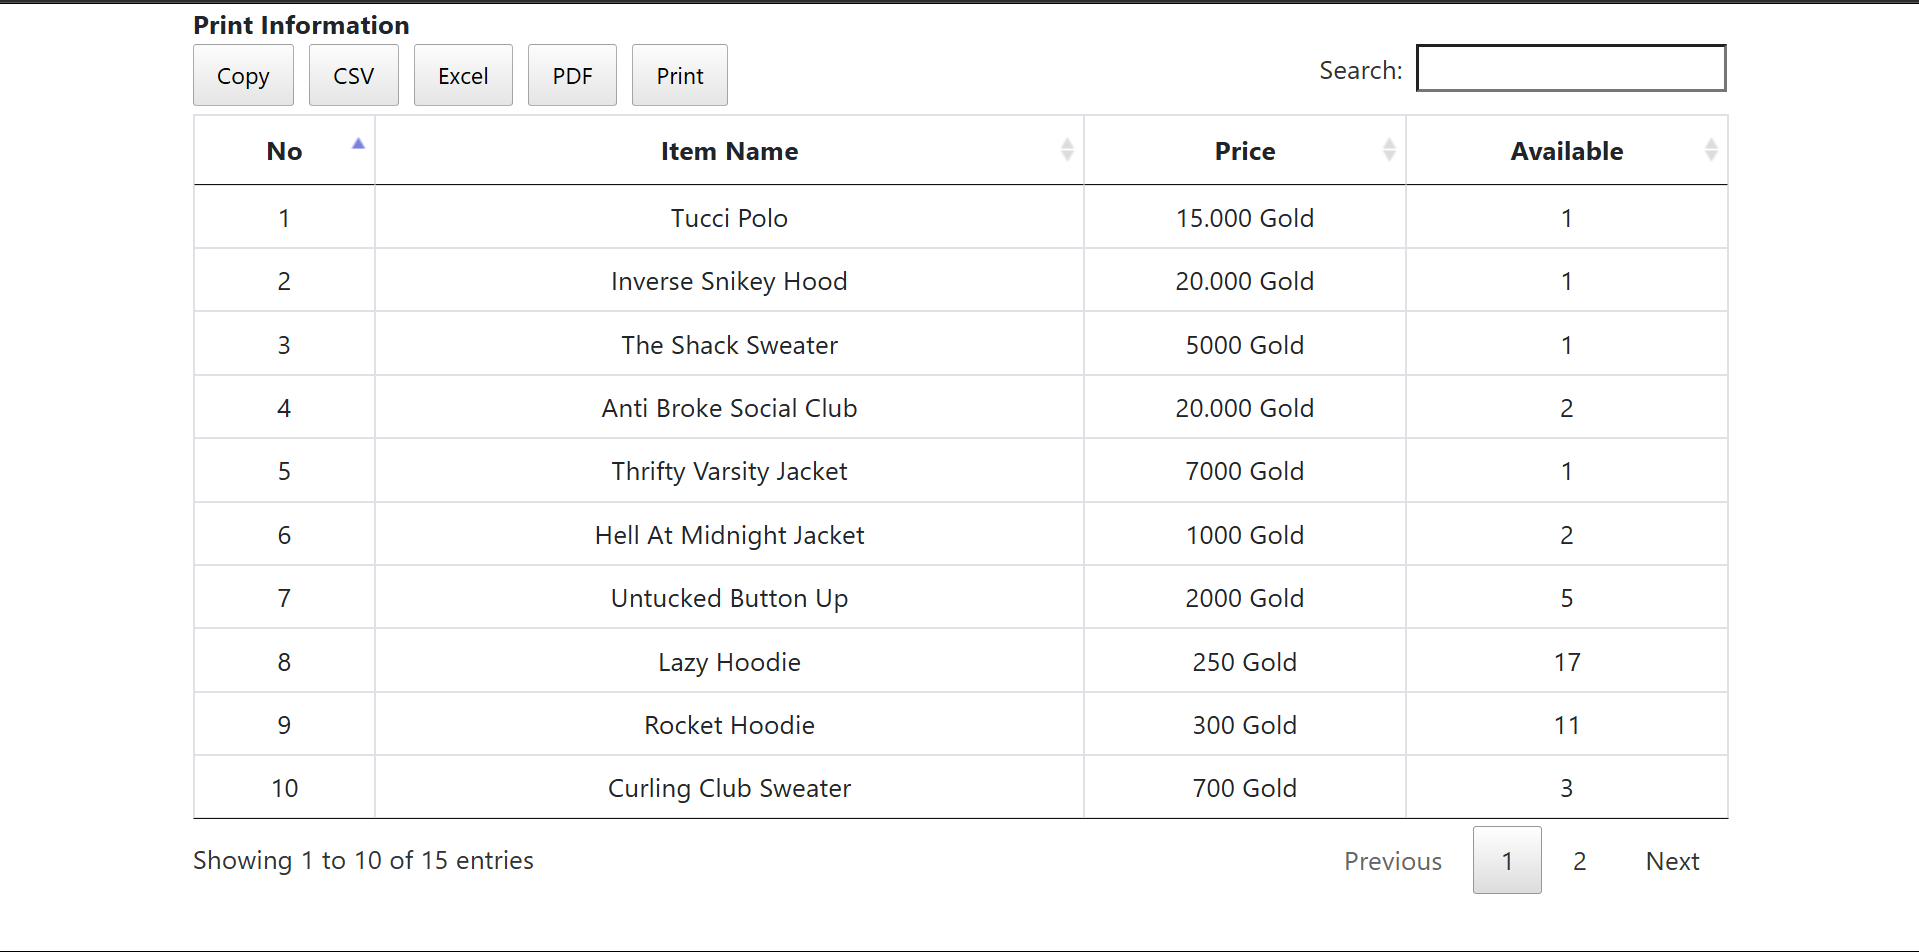 Print Information
Copy CSV Excel PDF Print Search:
No Item Name Price Available
1 Tucci Polo 15.000 Gold 1
2 Inverse Snikey Hood 20.000 Gold 1
3 The Shack Sweater 5000 Gold 1
4 Anti Broke Social Club 20.000 Gold 2
5 Thrifty Varsity Jacket 7000 Gold 1
6 Hell At Midnight Jacket 1000 Gold 2
7 Untucked Button Up 2000 Gold 5
8 Lazy Hoodie 250 Gold 17
9 Rocket Hoodie 300 Gold 11
10 Curling Club Sweater 700 Gold 3
Showing 1 to 10 of 15 entries Previous 1 2 Next